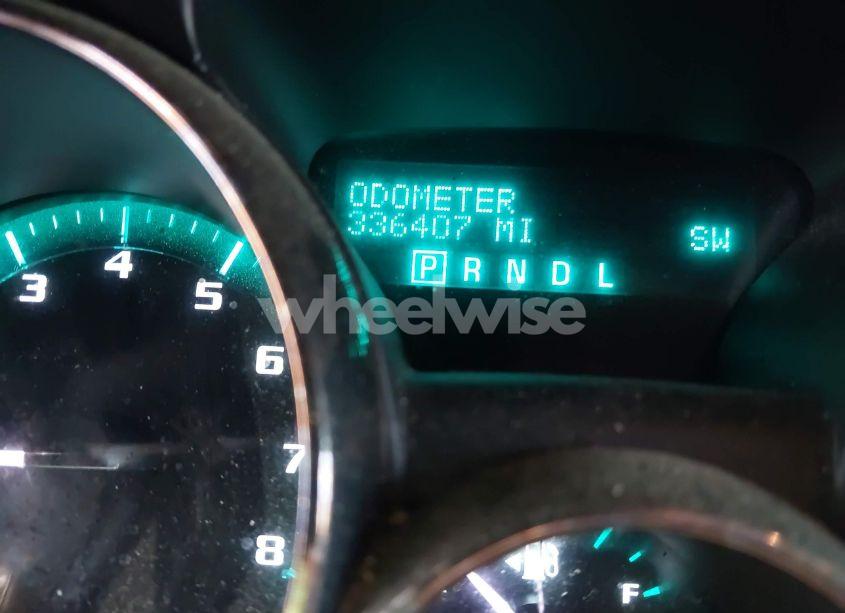 ODOMETER
336407 MI
SW
P R N D L
3
4
5
6
7
8
wheelwise
F